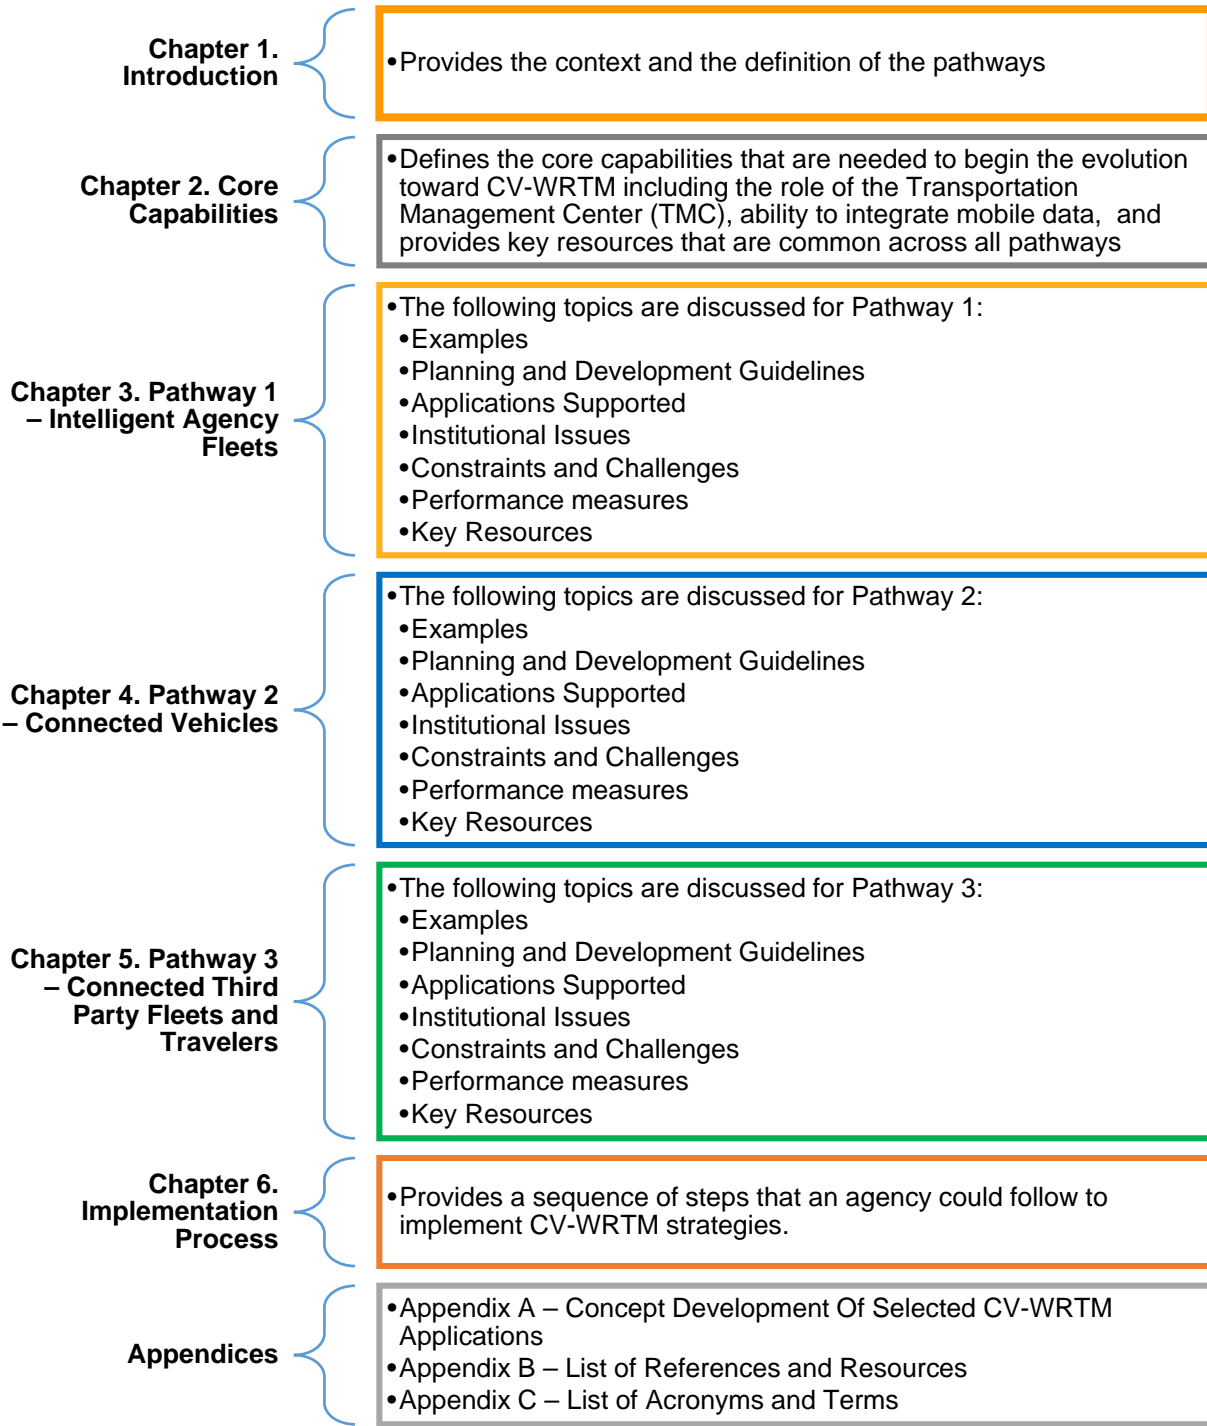 Chapter 1.
Introduction
•Provides the context and the definition of the pathways
Chapter 2. Core
Capabilities
•Defines the core capabilities that are needed to begin the evolution
toward CV-WRTM including the role of the Transportation
Management Center (TMC), ability to integrate mobile data,  and
provides key resources that are common across all pathways
Chapter 3. Pathway 1
– Intelligent Agency
Fleets
•The following topics are discussed for Pathway 1:
•Examples
•Planning and Development Guidelines
•Applications Supported
•Institutional Issues
•Constraints and Challenges
•Performance measures
•Key Resources
Chapter 4. Pathway 2
– Connected Vehicles
•The following topics are discussed for Pathway 2:
•Examples
•Planning and Development Guidelines
•Applications Supported
•Institutional Issues
•Constraints and Challenges
•Performance measures
•Key Resources
Chapter 5. Pathway 3
– Connected Third
Party Fleets and
Travelers
•The following topics are discussed for Pathway 3:
•Examples
•Planning and Development Guidelines
•Applications Supported
•Institutional Issues
•Constraints and Challenges
•Performance measures
•Key Resources
Chapter 6.
Implementation
Process
•Provides a sequence of steps that an agency could follow to
implement CV-WRTM strategies.
Appendices
•Appendix A – Concept Development Of Selected CV-WRTM
Applications
•Appendix B – List of References and Resources
•Appendix C – List of Acronyms and Terms